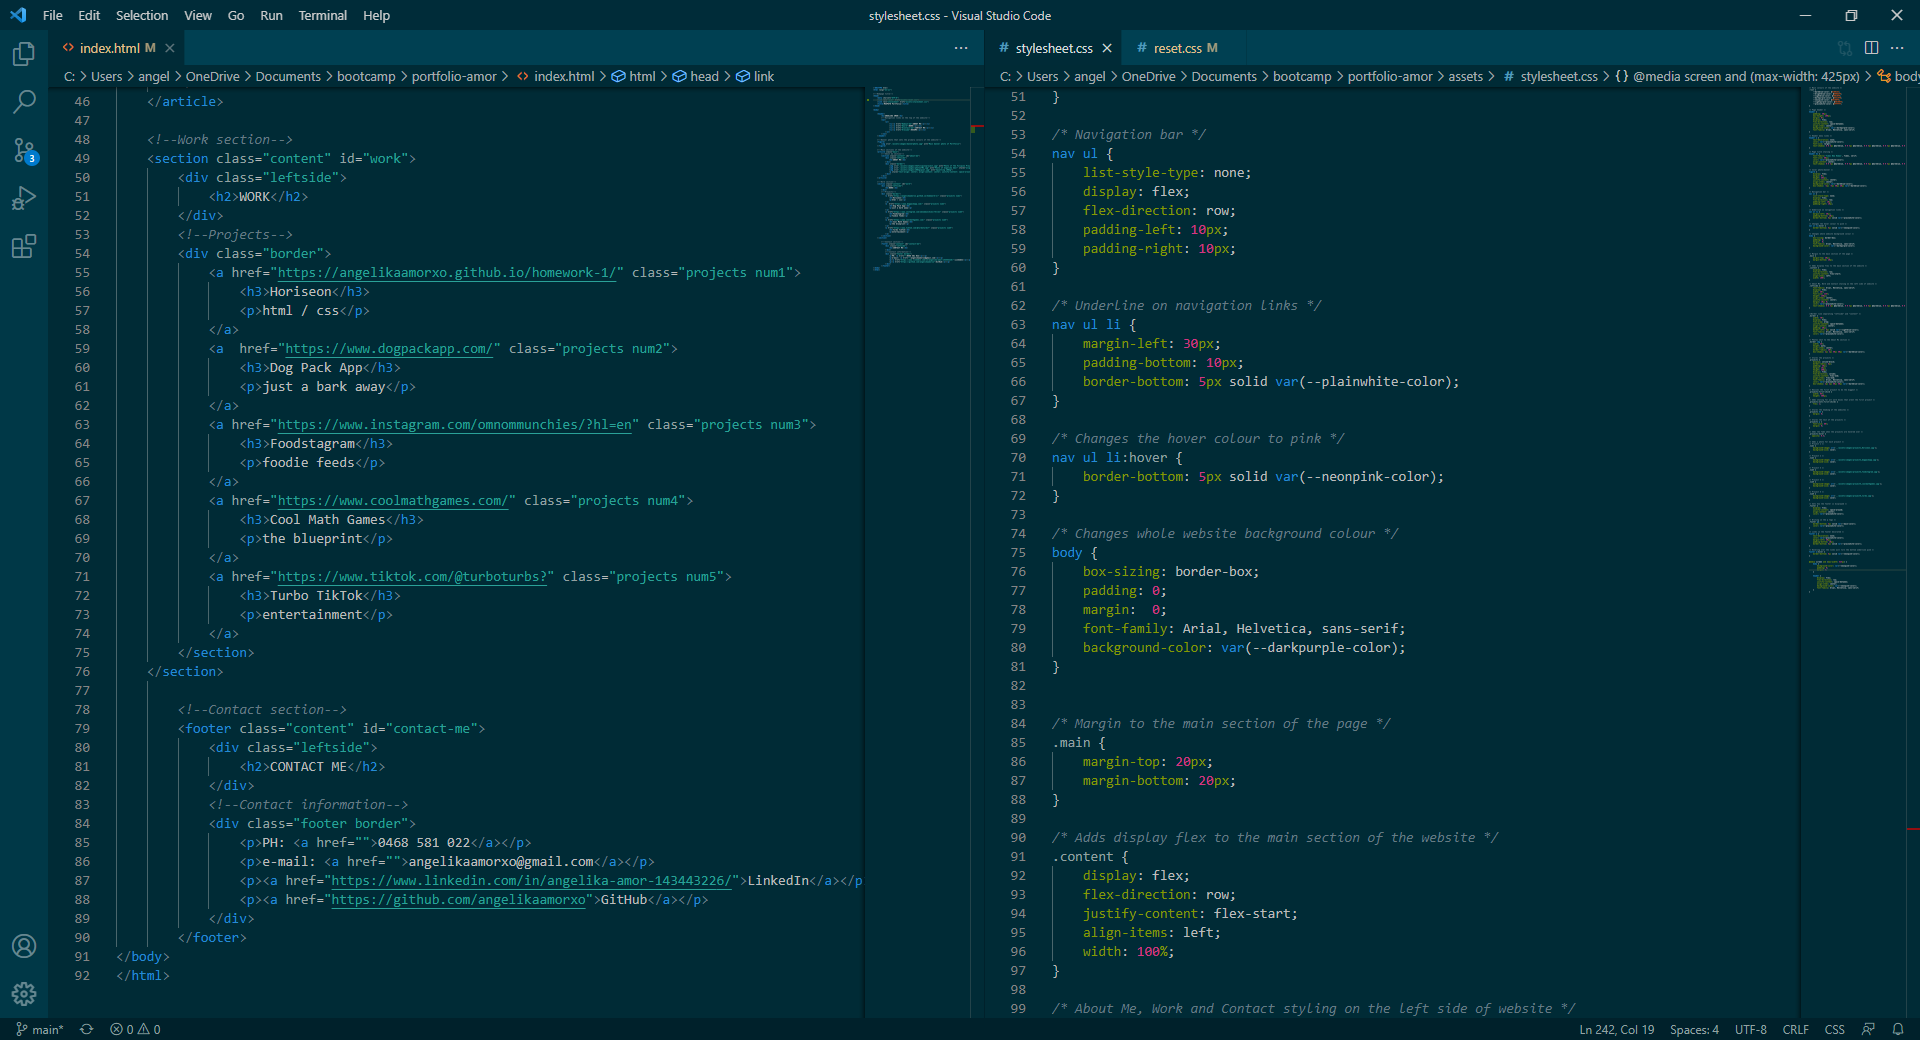 File Edit Selection View Go Run Terminal Help
stylesheet.css - Visual Studio Code
index.html M
C: > Users > angel > OneDrive > Documents > bootcamp > portfolio-amor > <> index.html > html > head > link
46 </article>
47
48 <!--Work section-->
49 <section class="content" id="work">
50 <div class="leftside">
51 <h2>WORK</h2>
52 </div>
53 <!--Projects-->
54 <div class="border">
55 <a href="https://angelikaamorxo.github.io/homework-1/" class="projects num1">
56 <h3>Horiseon</h3>
57 <p>html / css</p>
58 </a>
59 <a  href="https://www.dogpackapp.com/" class="projects num2">
60 <h3>Dog Pack App</h3>
61 <p>just a bark away</p>
62 </a>
63 <a href="https://www.instagram.com/omnommunchies/?hl=en" class="projects num3">
64 <h3>Foodstagram</h3>
65 <p>foodie feeds</p>
66 </a>
67 <a href="https://www.coolmathgames.com/" class="projects num4">
68 <h3>Cool Math Games</h3>
69 <p>the blueprint</p>
70 </a>
71 <a href="https://www.tiktok.com/@turboturbs?" class="projects num5">
72 <h3>Turbo TikTok</h3>
73 <p>entertainment</p>
74 </a>
75 </section>
76 </section>
77
78 <!--Contact section-->
79 <footer class="content" id="contact-me">
80 <div class="leftside">
81 <h2>CONTACT ME</h2>
82 </div>
83 <!--Contact information-->
84 <div class="footer border">
85 <p>PH: <a href="">0468 581 022</a></p>
86 <p>e-mail: <a href="">angelikaamorxo@gmail.com</a></p>
87 <p><a href="https://www.linkedin.com/in/angelika-amor-143443226/">LinkedIn</a></p
88 <p><a href="https://github.com/angelikaamorxo">GitHub</a></p>
89 </div>
90 </footer>
91 </body>
92 </html>
# stylesheet.css
# reset.css M
C: > Users > angel > OneDrive > Documents > bootcamp > portfolio-amor > assets > # stylesheet.css > {} @media screen and (max-width: 425px) > body
51 }
52
53 /* Navigation bar */
54 nav ul {
55 list-style-type: none;
56 display: flex;
57 flex-direction: row;
58 padding-left: 10px;
59 padding-right: 10px;
60 }
61
62 /* Underline on navigation links */
63 nav ul li {
64 margin-left: 30px;
65 padding-bottom: 10px;
66 border-bottom: 5px solid var(--plainwhite-color);
67 }
68
69 /* Changes the hover colour to pink */
70 nav ul li:hover {
71 border-bottom: 5px solid var(--neonpink-color);
72 }
73
74 /* Changes whole website background colour */
75 body {
76 box-sizing: border-box;
77 padding: 0;
78 margin:  0;
79 font-family: Arial, Helvetica, sans-serif;
80 background-color: var(--darkpurple-color);
81 }
82
83
84 /* Margin to the main section of the page */
85 .main {
86 margin-top: 20px;
87 margin-bottom: 20px;
88 }
89
90 /* Adds display flex to the main section of the website */
91 .content {
92 display: flex;
93 flex-direction: row;
94 justify-content: flex-start;
95 align-items: left;
96 width: 100%;
97 }
98
99 /* About Me, Work and Contact styling on the left side of website */
3
main* 0 0
Ln 242, Col 19 Spaces: 4 UTF-8 CRLF CSS